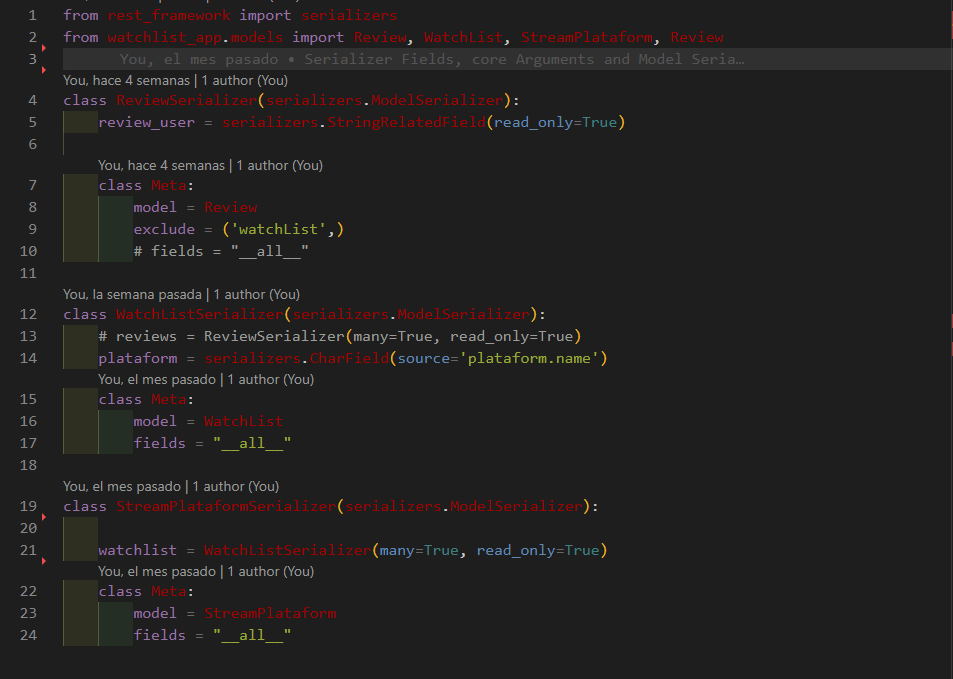 1 from rest_framework import serializers
2 from watchlist_app.models import Review, WatchList, StreamPlataform, Review
3 You, el mes pasado • Serializer Fields, core Arguments and Model Seria…
You, hace 4 semanas | 1 author (You)
4 class ReviewSerializer(serializers.ModelSerializer):
5     review_user = serializers.StringRelatedField(read_only=True)
6
You, hace 4 semanas | 1 author (You)
7     class Meta:
8         model = Review
9         exclude = ('watchList',)
10         # fields = "__all__"
11
You, la semana pasada | 1 author (You)
12 class WatchListSerializer(serializers.ModelSerializer):
13     # reviews = ReviewSerializer(many=True, read_only=True)
14     plataform = serializers.CharField(source='plataform.name')
You, el mes pasado | 1 author (You)
15     class Meta:
16         model = WatchList
17         fields = "__all__"
18
You, el mes pasado | 1 author (You)
19 class StreamPlataformSerializer(serializers.ModelSerializer):
20
21     watchlist = WatchListSerializer(many=True, read_only=True)
You, el mes pasado | 1 author (You)
22     class Meta:
23         model = StreamPlataform
24         fields = "__all__"